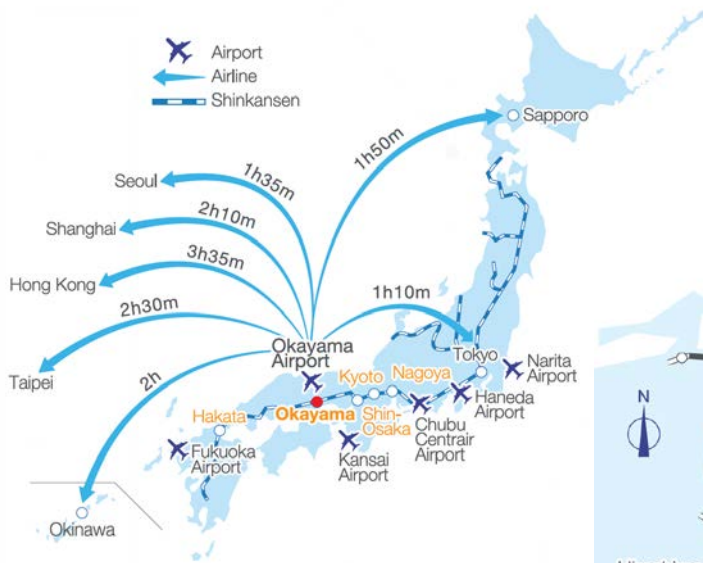 Airport
Airline
Shinkansen
Sapporo
1h50m
Seoul
1h35m
Shanghai
2h10m
Hong Kong
3h35m
2h30m
Taipei
2h
1h10m
Okayama
Airport
Tokyo
Narita
Airport
Haneda
Airport
Nagoya
Kyoto
Shin-
Osaka
Okayama
Hakata
Chubu
Centrair
Airport
Kansai
Airport
Fukuoka
Airport
Okinawa
N